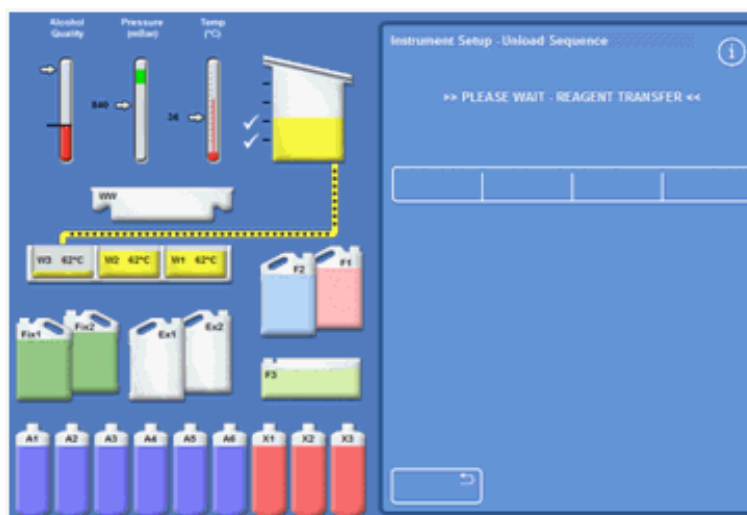 Alcohol Quality
Pressure (mBar)
Temp (°C)
Instrument Setup - Unload Sequence
i
>> PLEASE WAIT - REAGENT TRANSFER <<
840
36
WW
W3 62°C
W2 62°C
W1 62°C
F2
F1
Fix1
Fix2
Ex1
Ex2
F3
A1
A2
A3
A4
A5
A6
X1
X2
X3